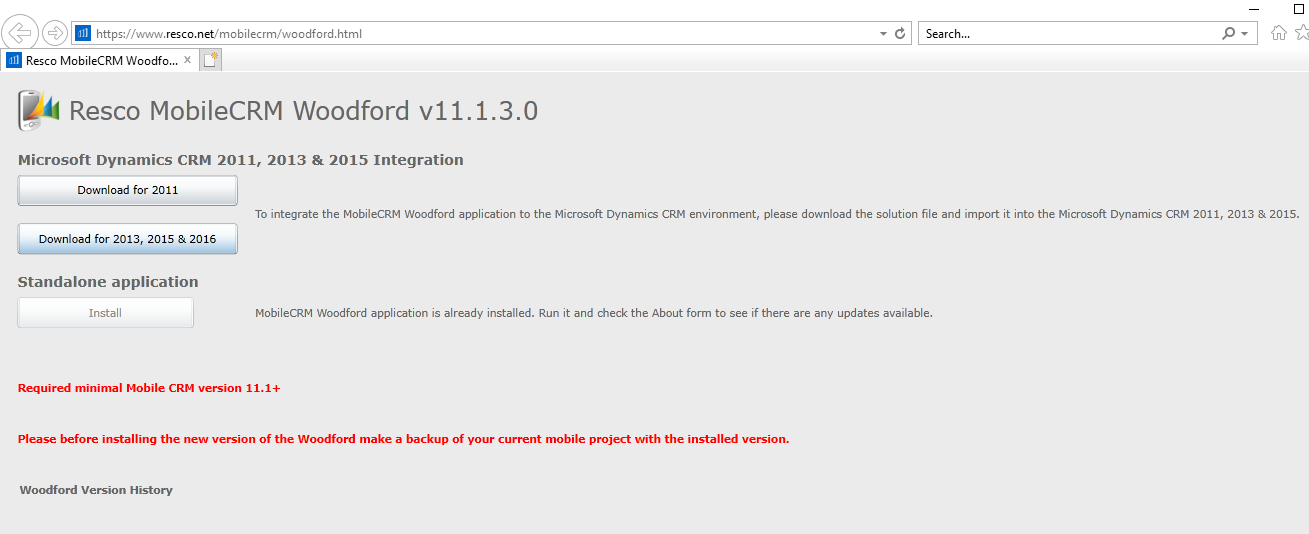 https://www.resco.net/mobilecrm/woodford.html
Search...
Resco MobileCRM Woodfo...
Resco MobileCRM Woodford v11.1.3.0
Microsoft Dynamics CRM 2011, 2013 & 2015 Integration
Download for 2011
To integrate the MobileCRM Woodford application to the Microsoft Dynamics CRM environment, please download the solution file and import it into the Microsoft Dynamics CRM 2011, 2013 & 2015.
Download for 2013, 2015 & 2016
Standalone application
Install
MobileCRM Woodford application is already installed. Run it and check the About form to see if there are any updates available.
Required minimal Mobile CRM version 11.1+
Please before installing the new version of the Woodford make a backup of your current mobile project with the installed version.
Woodford Version History